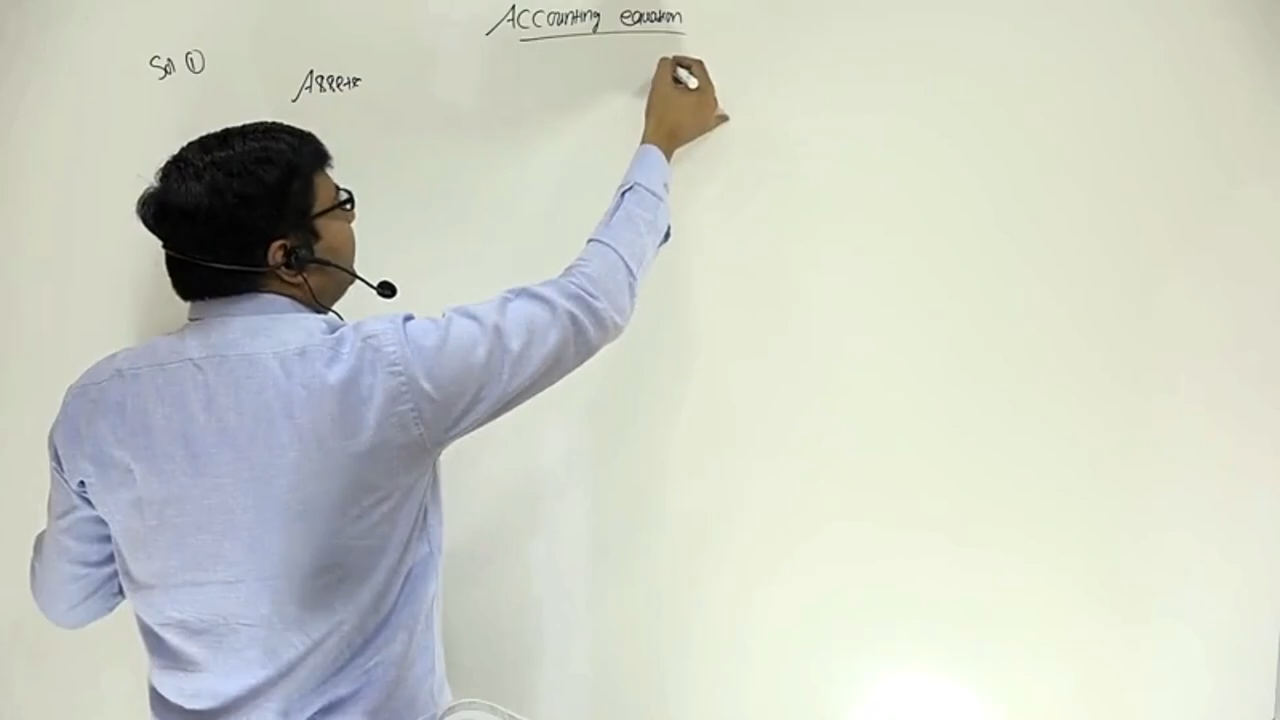 Accounting equation
Sol ①
Assets